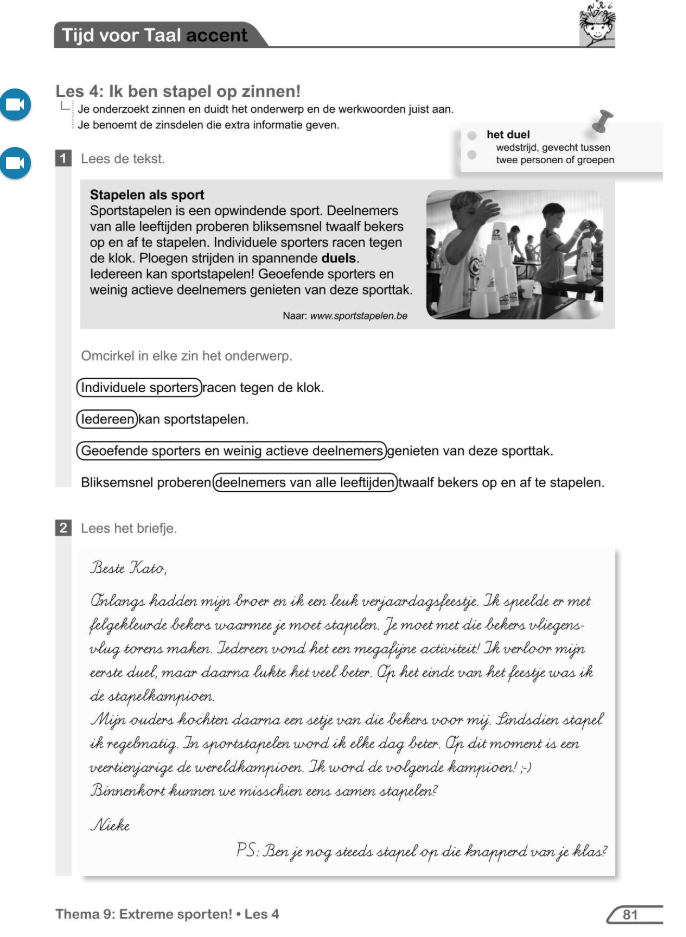 Tijd voor Taal accent
Les 4: Ik ben stapel op zinnen!
Je onderzoekt zinnen en duidt het onderwerp en de werkwoorden juist aan.
Je benoemt de zinsdelen die extra informatie geven.
het duel
wedstrijd, gevecht tussen
twee personen of groepen
1 Lees de tekst.
Stapelen als sport
Sportstapelen is een opwindende sport. Deelnemers
van alle leeftijden proberen bliksemsnel twaalf bekers
op en af te stapelen. Individuele sporters racen tegen
de klok. Ploegen strijden in spannende duels.
Iedereen kan sportstapelen! Geoefende sporters en
weinig actieve deelnemers genieten van deze sporttak.
Naar: www.sportstapelen.be
Omcirkel in elke zin het onderwerp.
Individuele sporters racen tegen de klok.
Iedereen kan sportstapelen.
Geoefende sporters en weinig actieve deelnemers genieten van deze sporttak.
Bliksemsnel proberen deelnemers van alle leeftijden twaalf bekers op en af te stapelen.
2 Lees het briefje.
Beste Kato,
Onlangs hadden mijn broer en ik een leuk verjaardagsfeestje. Ik speelde er met
felgekleurde bekers waarmee je moet stapelen. Je moet met die bekers vliegens-
vlug torens maken. Iedereen vond het een megafijne activiteit! Ik verloor mijn
eerste duel, maar daarna lukte het veel beter. Op het einde van het feestje was ik
de stapelkampioen.
Mijn ouders kochten daarna een setje van die bekers voor mij. Sindsdien stapel
ik regelmatig. In sportstapelen word ik elke dag beter. Op dit moment is een
veertienjarige de wereldkampioen. Ik word de volgende kampioen! ;-)
Binnenkort kunnen we misschien eens samen stapelen?
Nieke
PS: Ben je nog steeds stapel op die knapperd van je klas?
Thema 9: Extreme sporten! • Les 4
81